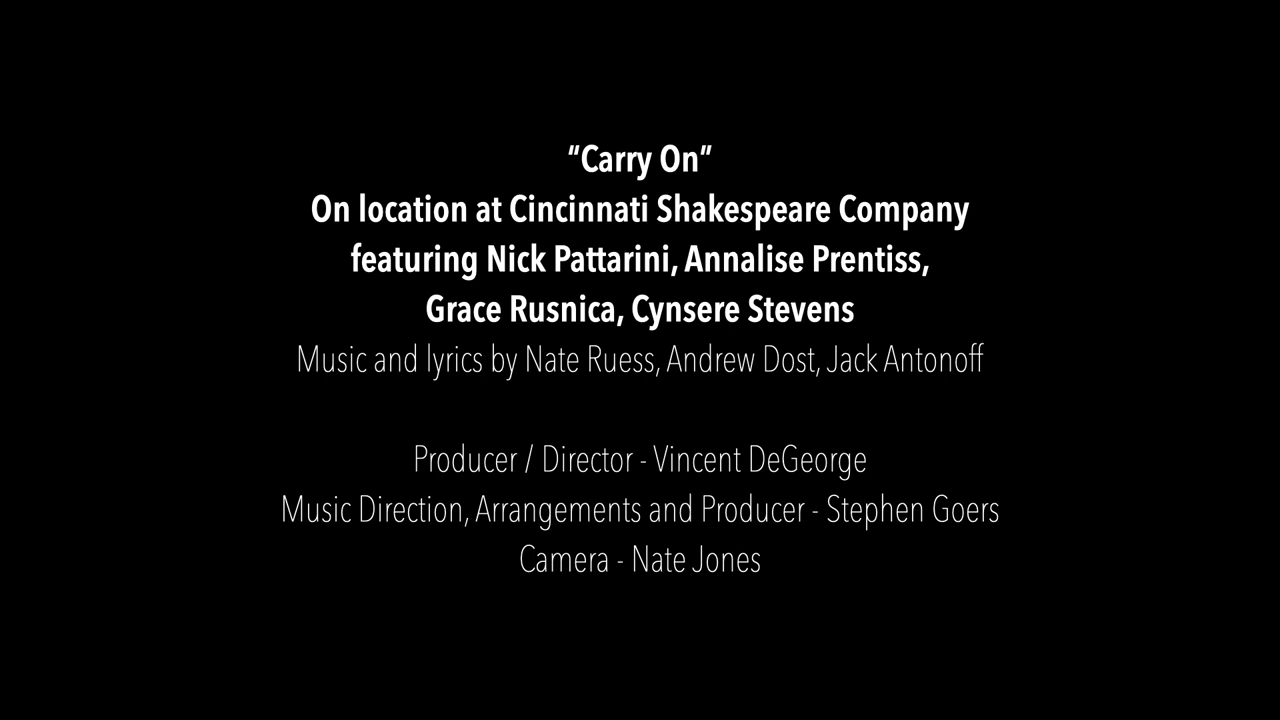 “Carry On”
On location at Cincinnati Shakespeare Company
featuring Nick Pattarini, Annalise Prentiss,
Grace Rusnica, Cynsere Stevens
Music and lyrics by Nate Ruess, Andrew Dost, Jack Antonoff
Producer / Director - Vincent DeGeorge
Music Direction, Arrangements and Producer - Stephen Goers
Camera - Nate Jones